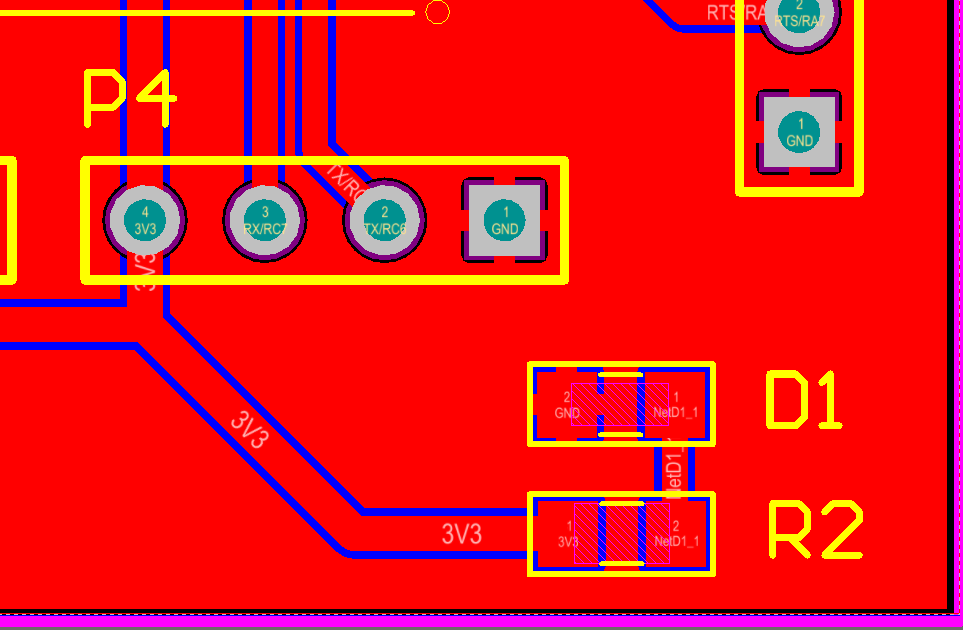 RTS/RA
2
RTS/RA7
P4
1
GND
TX/RC
4
3V3
3
RX/RC7
2
TX/RC6
1
GND
3V3
2
GND
1
NetD1_1
D1
3V3
NetD1_
3V3
1
3V3
2
NetD1_1
R2